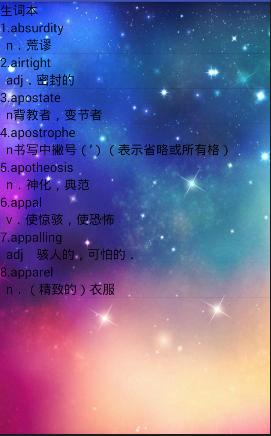 生词本
1.absurdity
n．荒谬
2.airtight
adj．密封的
3.apostate
n背教者，变节者
4.apostrophe
n书写中撇号（’）（表示省略或所有格）
5.apotheosis
n．神化，典范
6.appal
v．使惊骇，使恐怖
7.appalling
adj　骇人的，可怕的．
8.apparel
n．（精致的）衣服